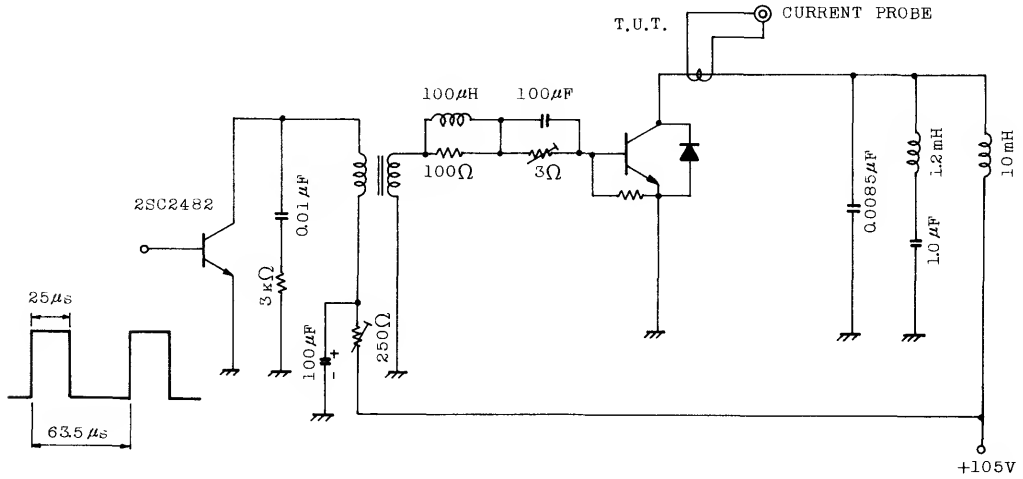 T.U.T.
CURRENT PROBE
100μH
100μF
100Ω
3Ω
2SC2482
0.01μF
3kΩ
100μF
- +
250Ω
0.0085μF
1.2mH
1.0μF
10mH
25μs
63.5μs
+105V